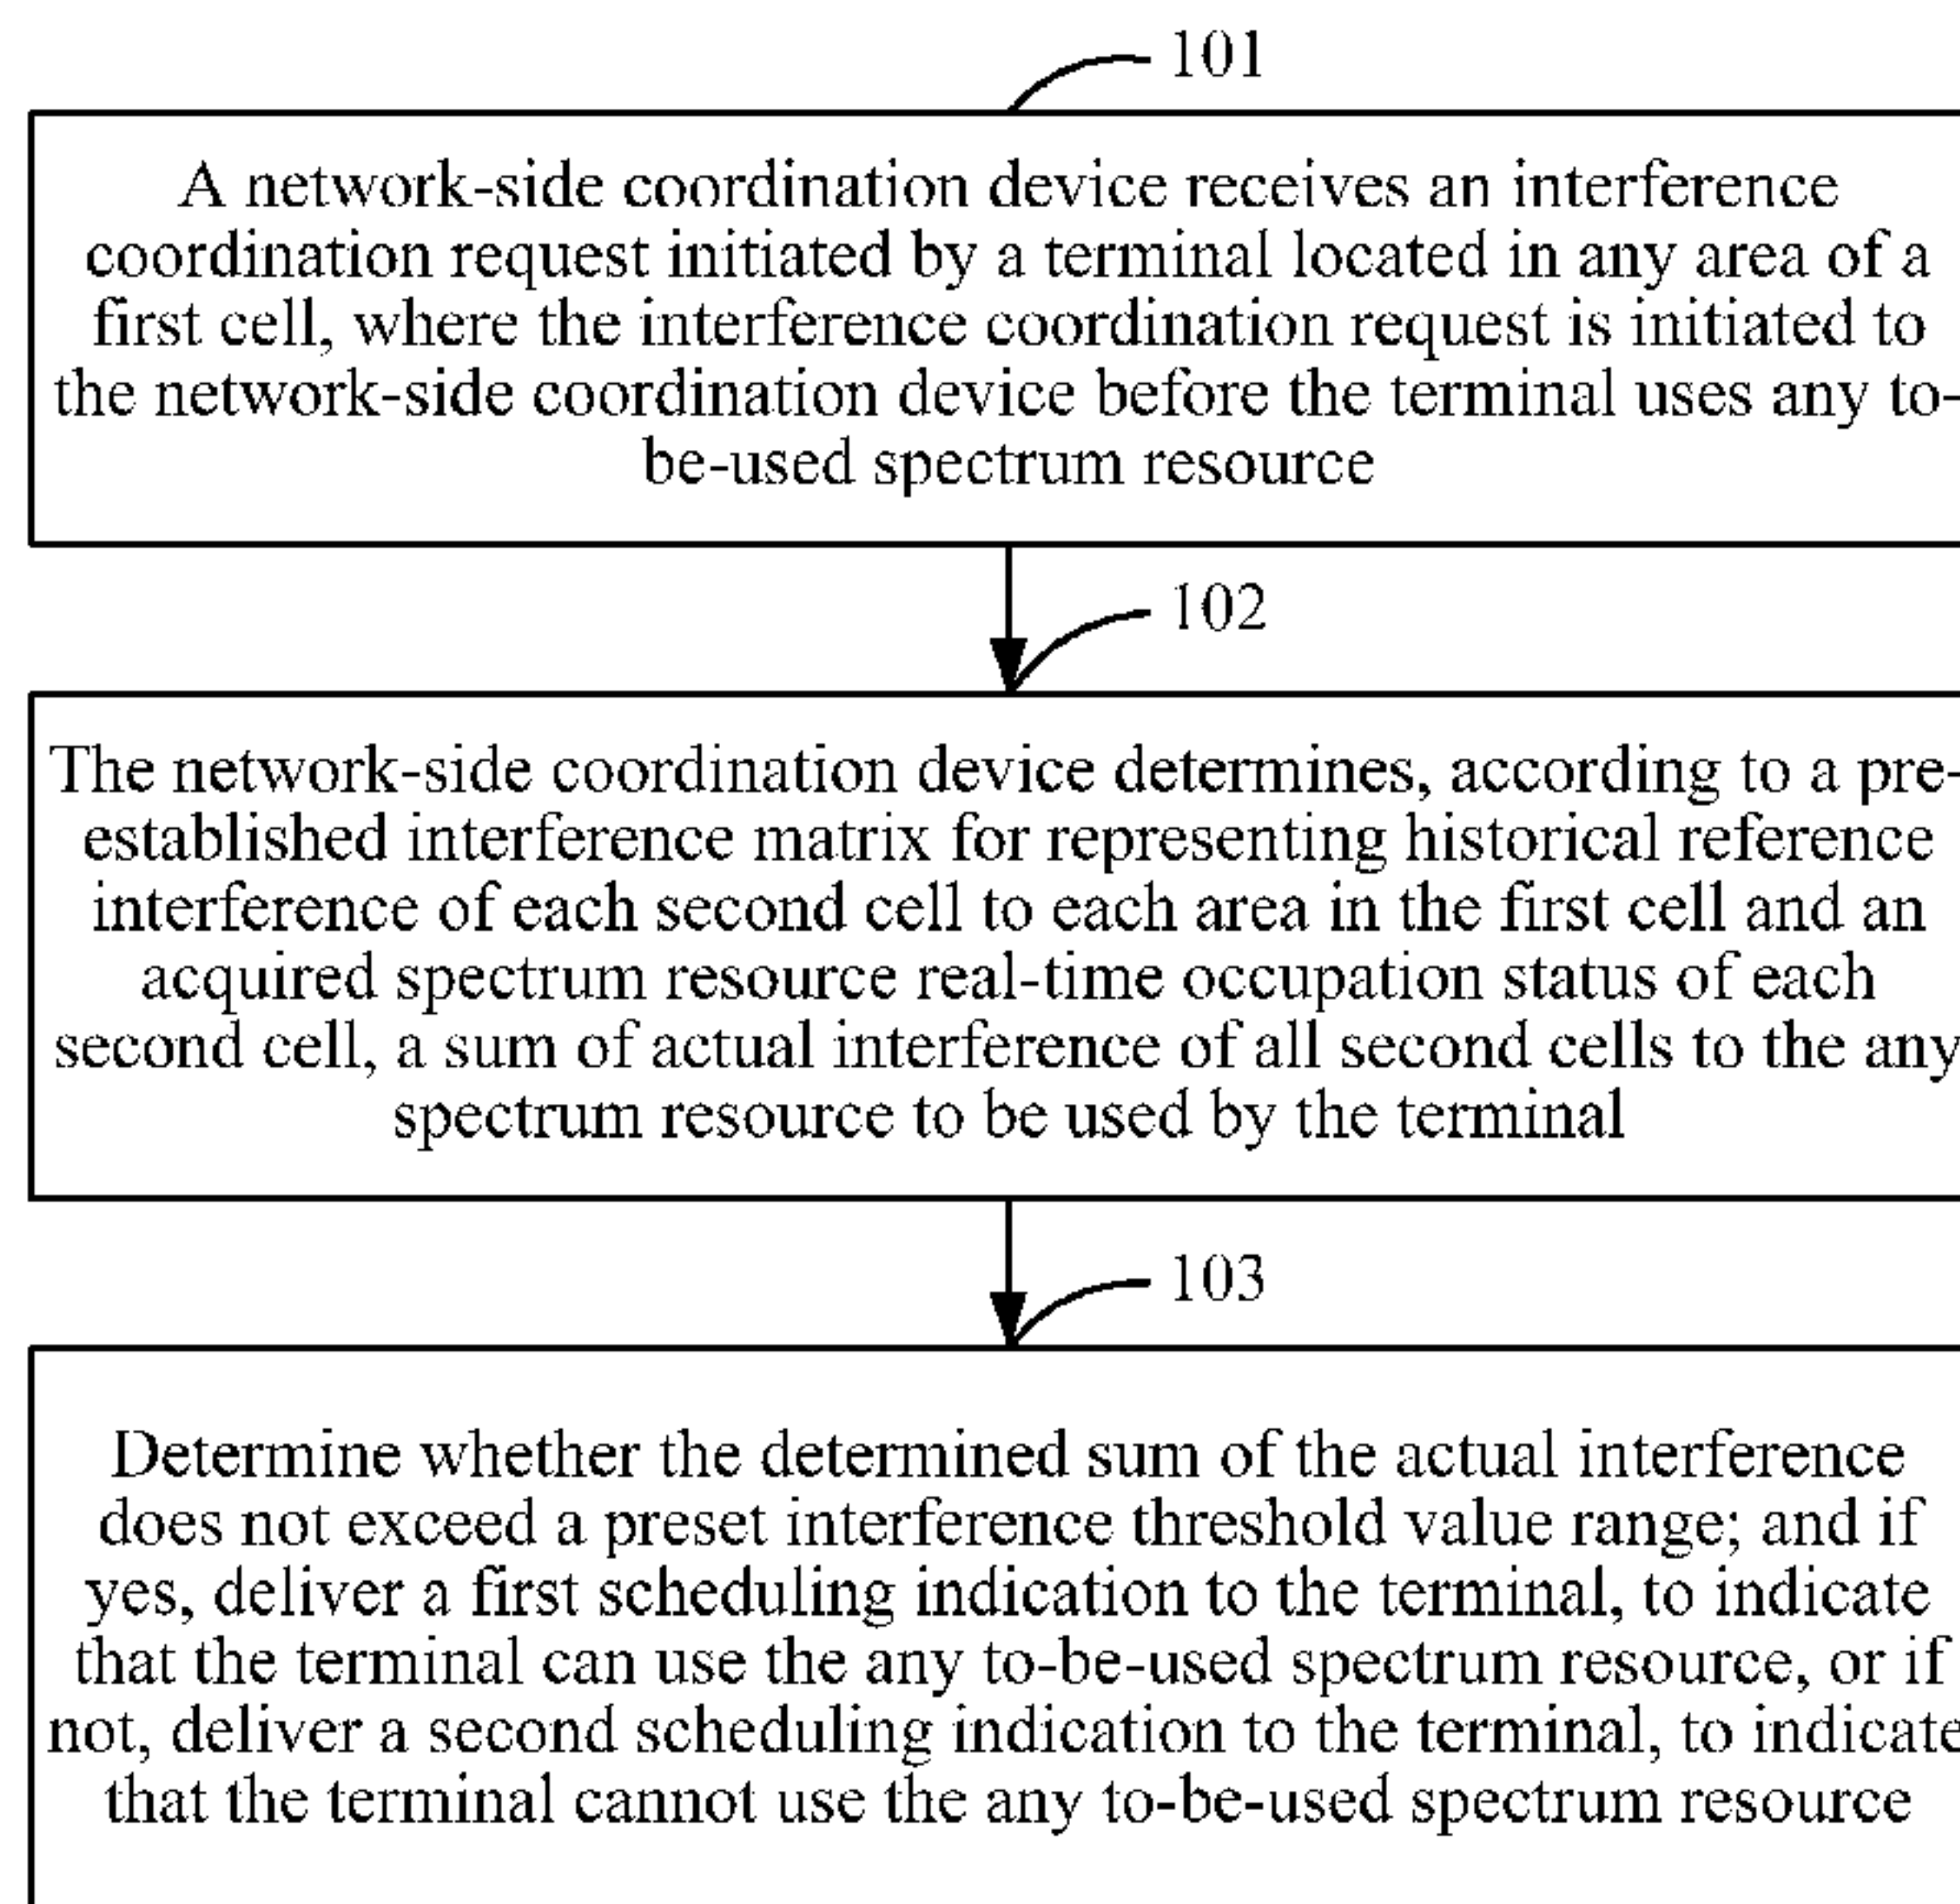 101
A network-side coordination device receives an interference
coordination request initiated by a terminal located in any area of a
first cell, where the interference coordination request is initiated to
the network-side coordination device before the terminal uses any to-
be-used spectrum resource
102
The network-side coordination device determines, according to a pre-
established interference matrix for representing historical reference
interference of each second cell to each area in the first cell and an
acquired spectrum resource real-time occupation status of each
second cell, a sum of actual interference of all second cells to the any
spectrum resource to be used by the terminal
103
Determine whether the determined sum of the actual interference
does not exceed a preset interference threshold value range; and if
yes, deliver a first scheduling indication to the terminal, to indicate
that the terminal can use the any to-be-used spectrum resource, or if
not, deliver a second scheduling indication to the terminal, to indicate
that the terminal cannot use the any to-be-used spectrum resource